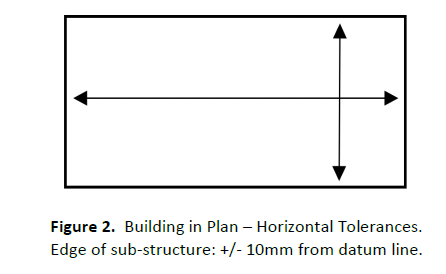 Figure 2. Building in Plan – Horizontal Tolerances.
Edge of sub-structure: +/- 10mm from datum line.